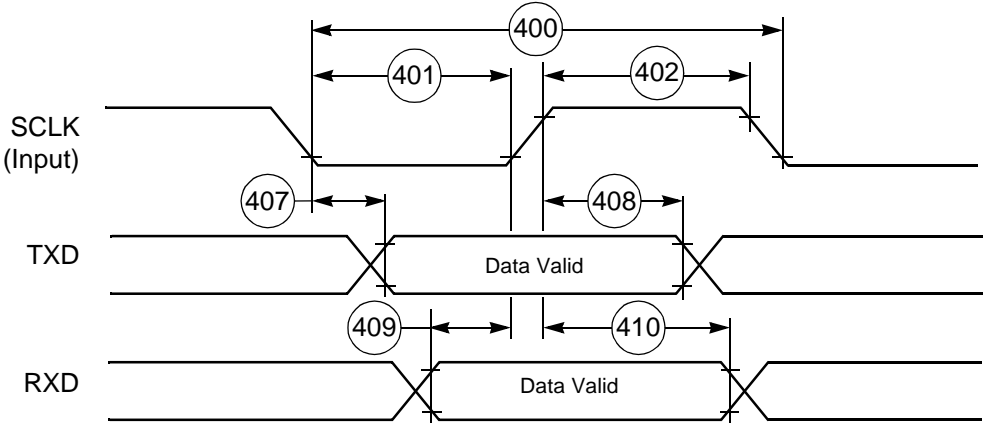 400
401
402
SCLK
(Input)
407
408
TXD
Data Valid
409
410
RXD
Data Valid